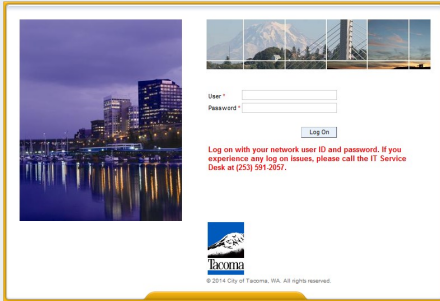 User *
Password *
Log On
Log on with your network user ID and password. If you
experience any log on issues, please call the IT Service
Desk at (253) 591-2057.
Tacoma
© 2014 City of Tacoma, WA. All rights reserved.